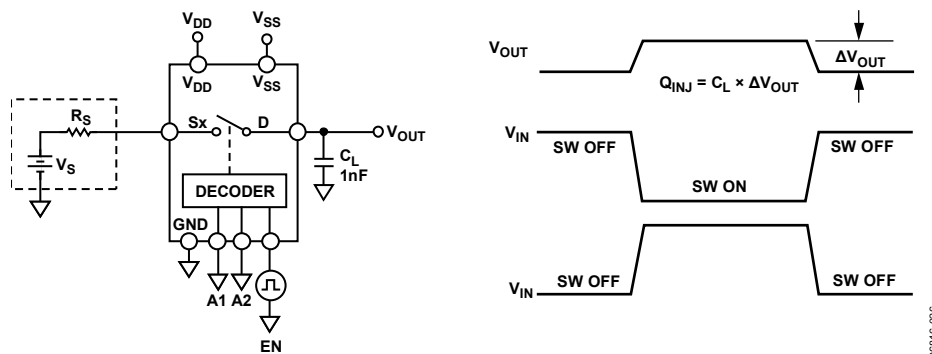 VDD
VSS
VDD
VSS
RS
VS
Sx
D
VOUT
CL
1nF
DECODER
GND
A1 A2
EN
VOUT
ΔVOUT
QINJ = CL × ΔVOUT
VIN
SW OFF
SW OFF
SW ON
SW OFF
SW OFF
VIN